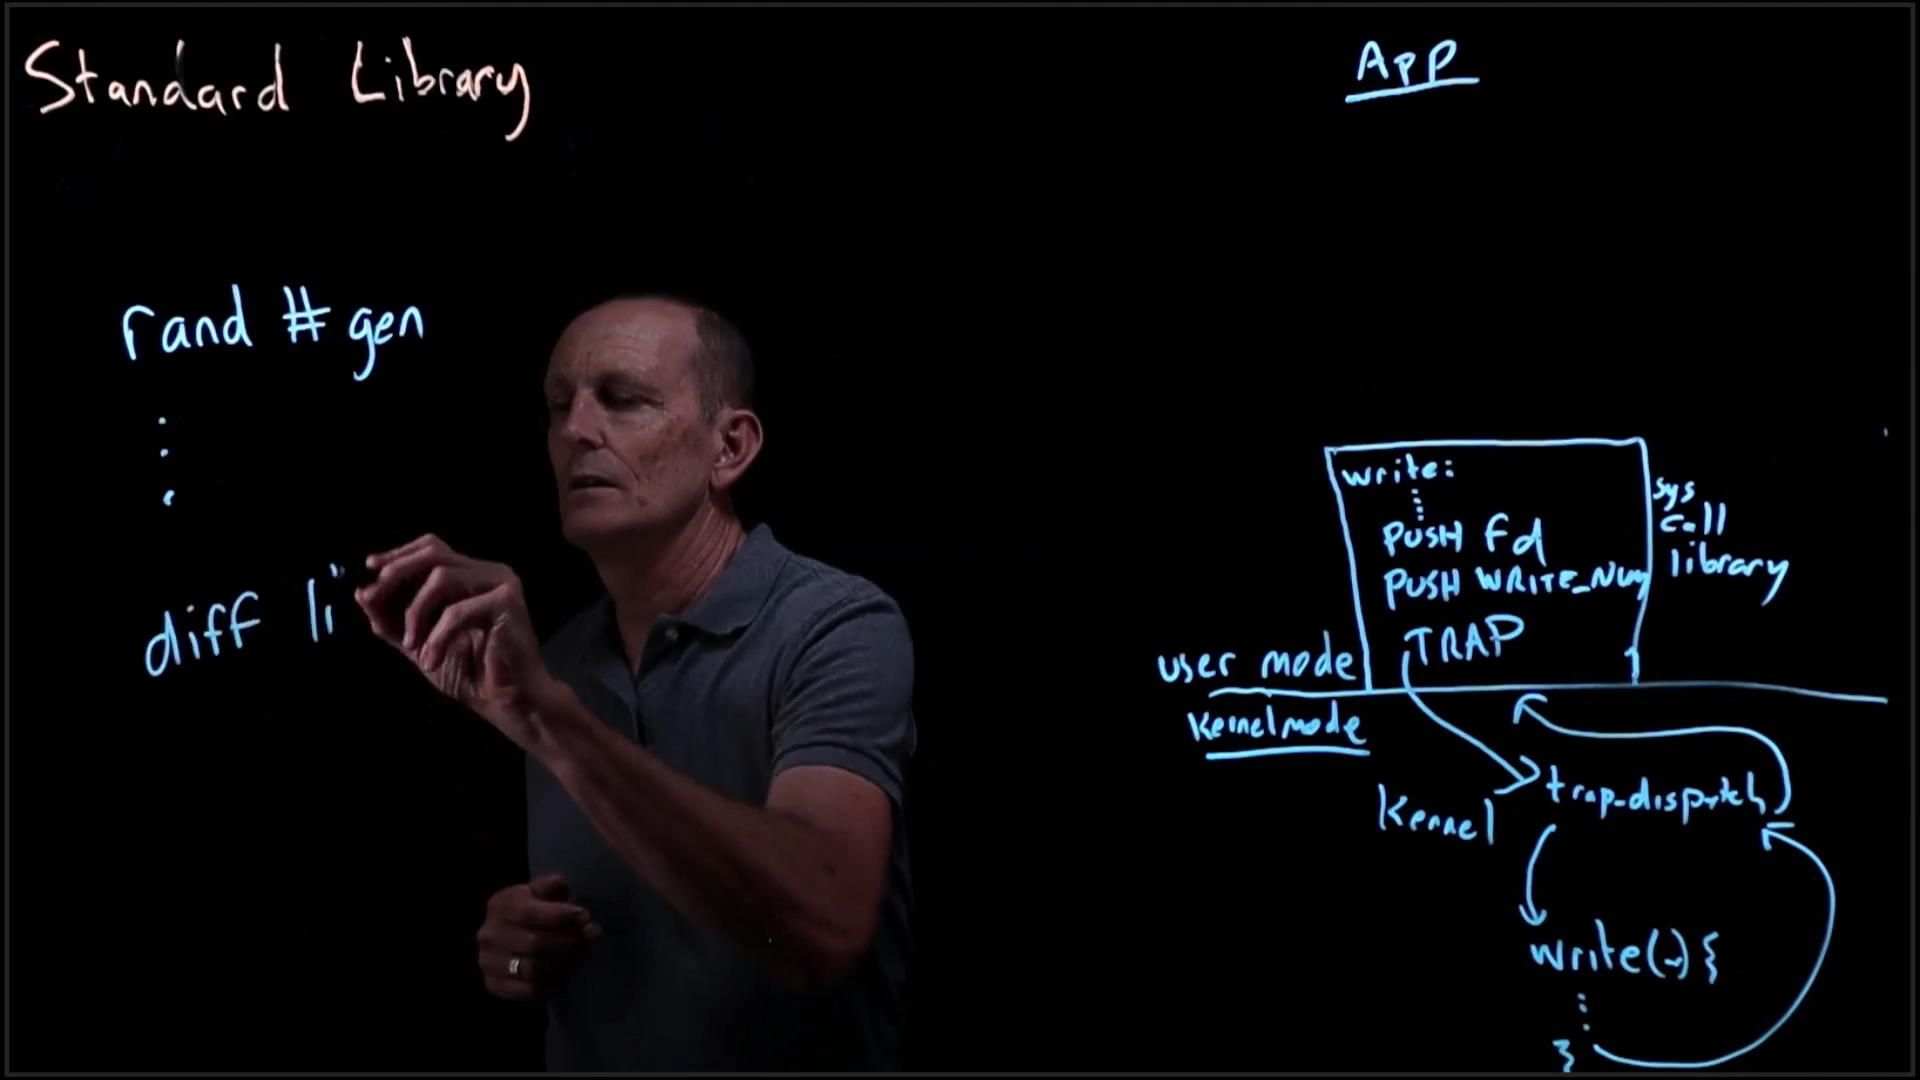 Standard Library
rand # gen
⋮
diff li
App
write:
⋮
PUSH fd
PUSH WRITE_NUM
TRAP
sys
call
library
user mode
kernel mode
kernel
trap-dispatch
write(~){
⋮
}